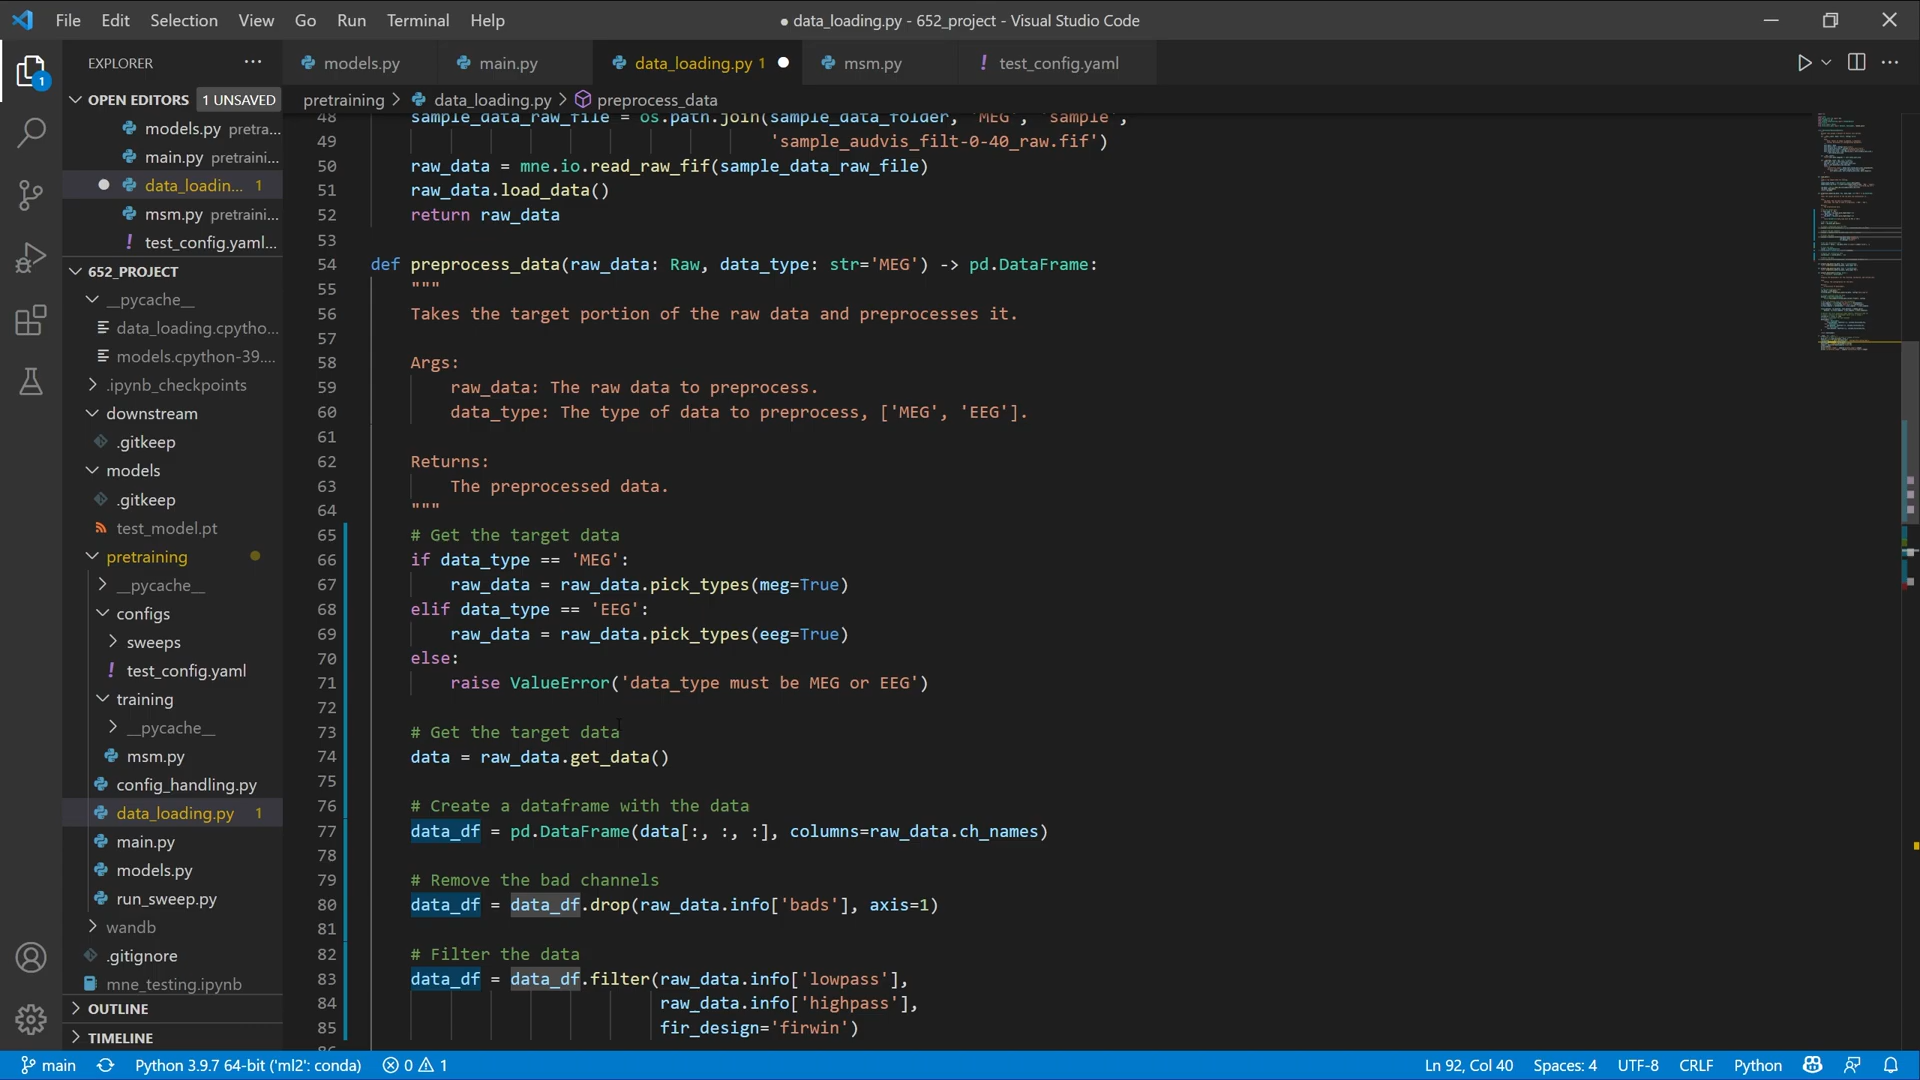 File Edit Selection View Go Run Terminal Help
● data_loading.py - 652_project - Visual Studio Code
EXPLORER ···
models.py
main.py
data_loading.py 1
msm.py
! test_config.yaml
OPEN EDITORS 1 UNSAVED
models.py pretra...
main.py pretraini...
data_loadin... 1
msm.py pretraini...
! test_config.yaml...
652_PROJECT
__pycache__
data_loading.cpytho...
models.cpython-39....
.ipynb_checkpoints
downstream
.gitkeep
models
.gitkeep
test_model.pt
pretraining
__pycache__
configs
sweeps
! test_config.yaml
training
__pycache__
msm.py
config_handling.py
data_loading.py 1
main.py
models.py
run_sweep.py
wandb
.gitignore
mne_testing.ipynb
OUTLINE
TIMELINE
1
pretraining > data_loading.py > preprocess_data
48 sample_data_raw_file = os.path.join(sample_data_folder, 'MEG', 'sample',
49 'sample_audvis_filt-0-40_raw.fif')
50 raw_data = mne.io.read_raw_fif(sample_data_raw_file)
51 raw_data.load_data()
52 return raw_data
53
54 def preprocess_data(raw_data: Raw, data_type: str='MEG') -> pd.DataFrame:
55 """
56 Takes the target portion of the raw data and preprocesses it.
57
58 Args:
59 raw_data: The raw data to preprocess.
60 data_type: The type of data to preprocess, ['MEG', 'EEG'].
61
62 Returns:
63 The preprocessed data.
64 """
65 # Get the target data
66 if data_type == 'MEG':
67 raw_data = raw_data.pick_types(meg=True)
68 elif data_type == 'EEG':
69 raw_data = raw_data.pick_types(eeg=True)
70 else:
71 raise ValueError('data_type must be MEG or EEG')
72
73 # Get the target data
74 data = raw_data.get_data()
75
76 # Create a dataframe with the data
77 data_df = pd.DataFrame(data[:, :, :], columns=raw_data.ch_names)
78
79 # Remove the bad channels
80 data_df = data_df.drop(raw_data.info['bads'], axis=1)
81
82 # Filter the data
83 data_df = data_df.filter(raw_data.info['lowpass'],
84 raw_data.info['highpass'],
85 fir_design='firwin')
86
main Python 3.9.7 64-bit ('ml2': conda) 0 1
Ln 92, Col 40 Spaces: 4 UTF-8 CRLF Python